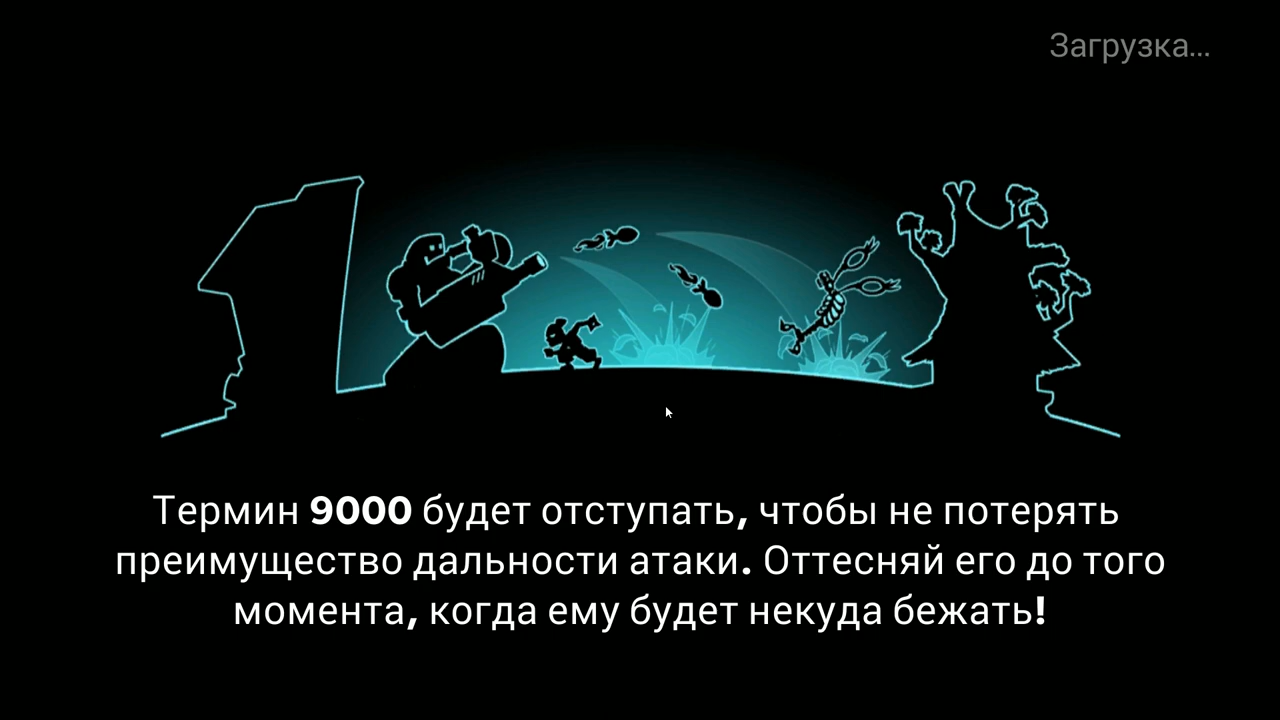 Загрузка...
Термин 9000 будет отступать, чтобы не потерять
преимущество дальности атаки. Оттесняй его до того
момента, когда ему будет некуда бежать!